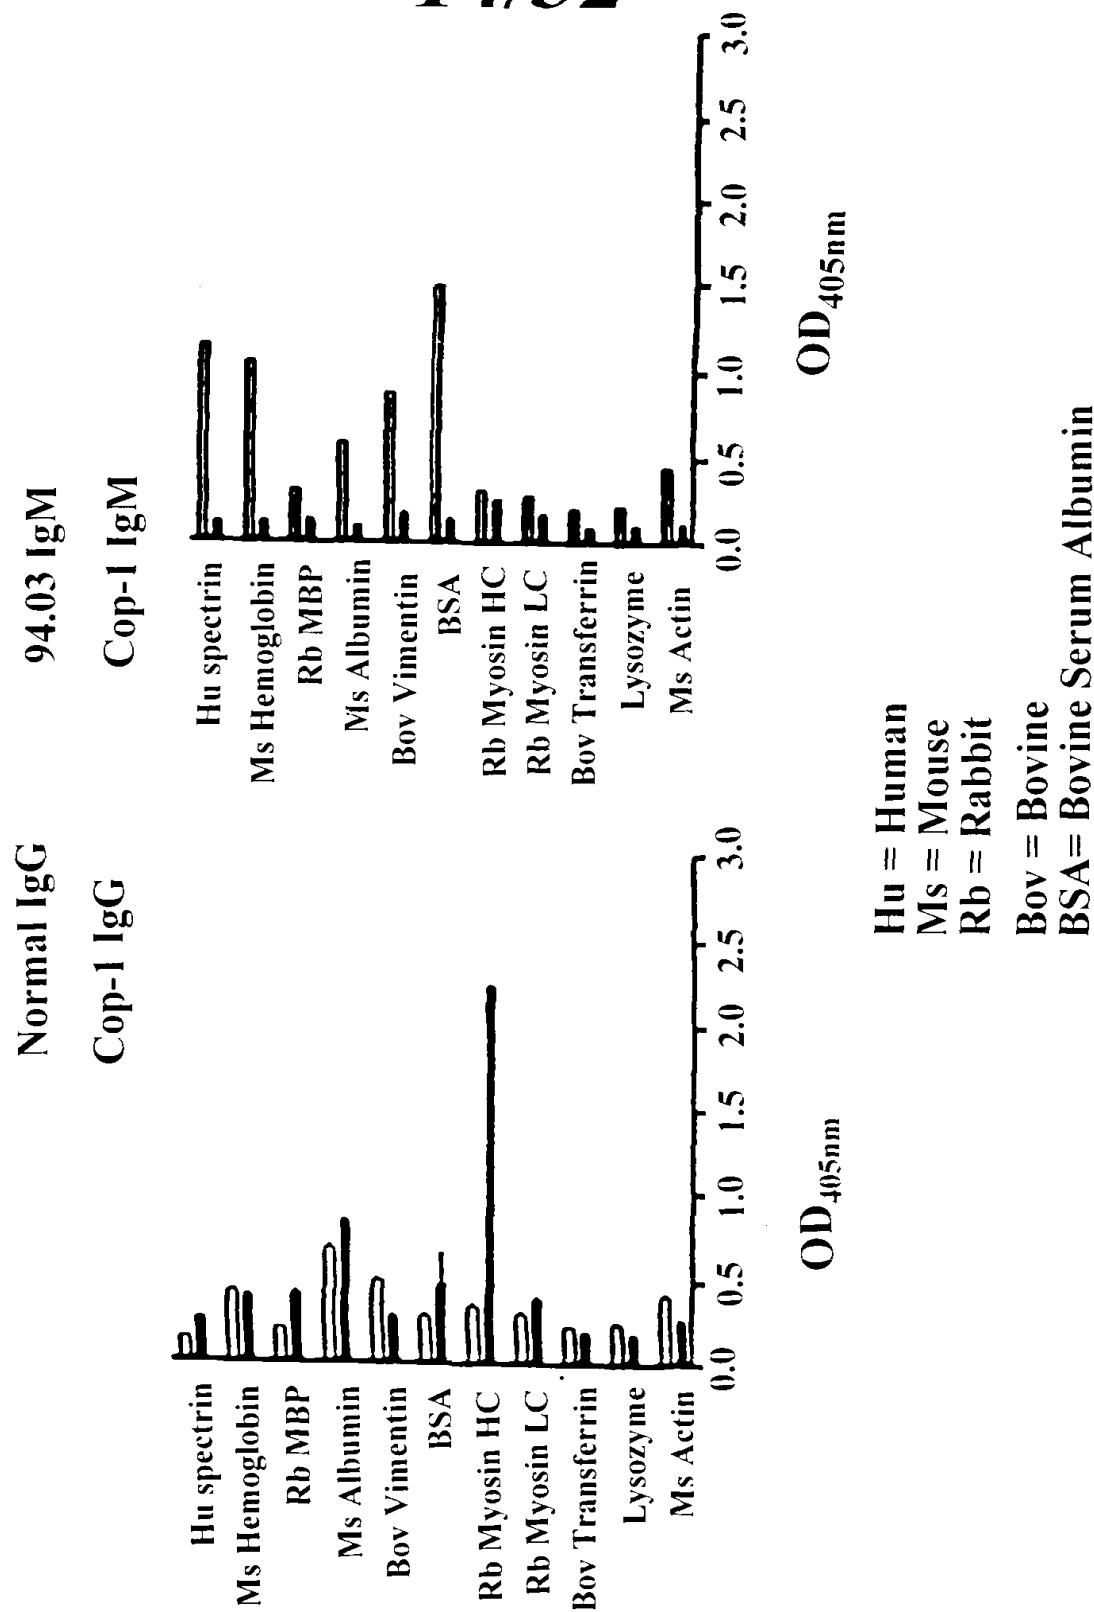 Normal IgG
Cop-1 IgG
Hu spectrin
Ms Hemoglobin
Rb MBP
Ms Albumin
Bov Vimentin
BSA
Rb Myosin HC
Rb Myosin LC
Bov Transferrin
Lysozyme
Ms Actin
0.0 0.5 1.0 1.5 2.0 2.5 3.0
OD405nm
94.03 IgM
Cop-1 IgM
Hu spectrin
Ms Hemoglobin
Rb MBP
Ms Albumin
Bov Vimentin
BSA
Rb Myosin HC
Rb Myosin LC
Bov Transferrin
Lysozyme
Ms Actin
0.0 0.5 1.0 1.5 2.0 2.5 3.0
OD405nm
Hu = Human
Ms = Mouse
Rb = Rabbit
Bov = Bovine
BSA= Bovine Serum Albumin